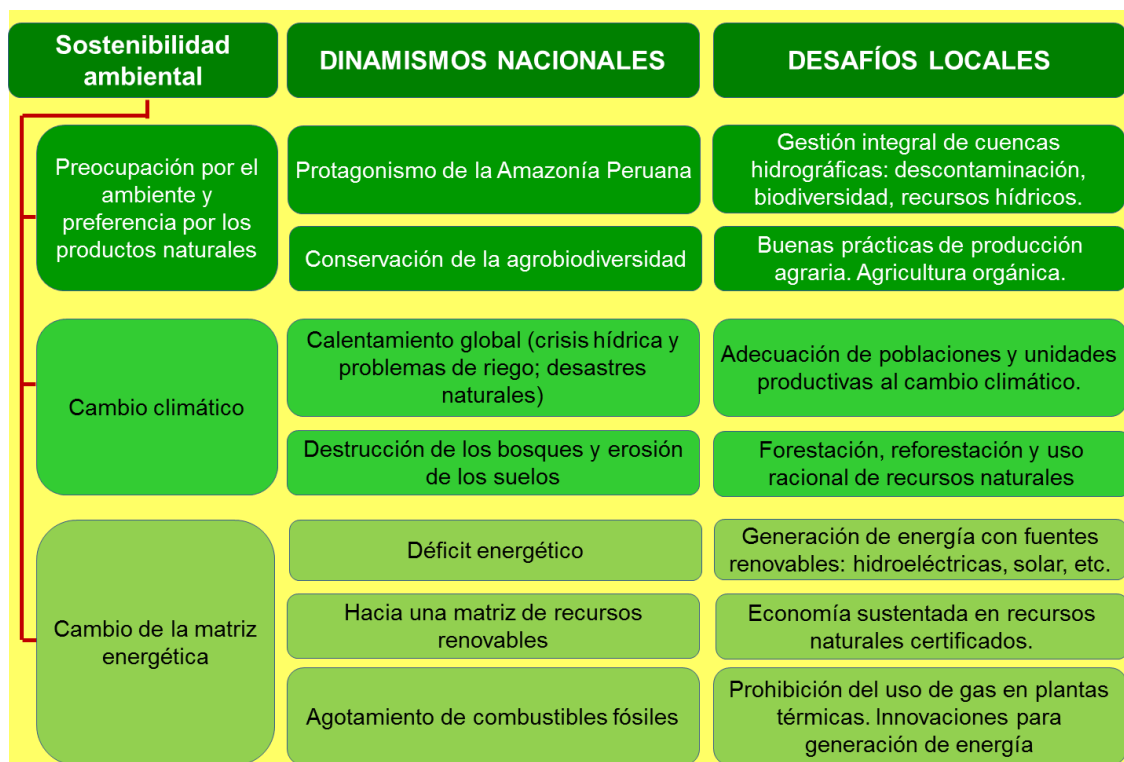 Sostenibilidad
ambiental
DINAMISMOS NACIONALES
DESAFÍOS LOCALES
Preocupación por el
ambiente y
preferencia por los
productos naturales
Protagonismo de la Amazonía Peruana
Gestión integral de cuencas
hidrográficas: descontaminación,
biodiversidad, recursos hídricos.
Conservación de la agrobiodiversidad
Buenas prácticas de producción
agraria. Agricultura orgánica.
Cambio climático
Calentamiento global (crisis hídrica y
problemas de riego; desastres
naturales)
Adecuación de poblaciones y unidades
productivas al cambio climático.
Destrucción de los bosques y erosión
de los suelos
Forestación, reforestación y uso
racional de recursos naturales
Cambio de la matriz
energética
Déficit energético
Generación de energía con fuentes
renovables: hidroeléctricas, solar, etc.
Hacia una matriz de recursos
renovables
Economía sustentada en recursos
naturales certificados.
Agotamiento de combustibles fósiles
Prohibición del uso de gas en plantas
térmicas. Innovaciones para
generación de energía